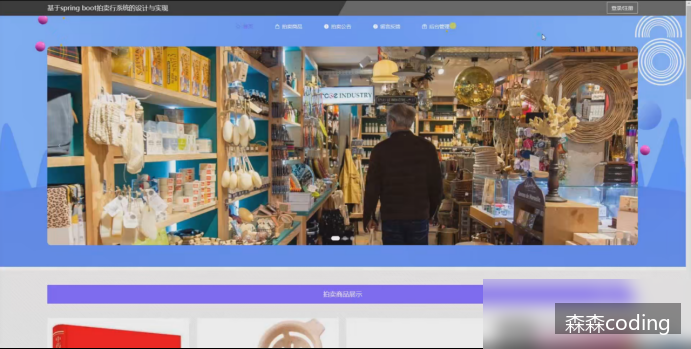 基于spring boot拍卖行系统的设计与实现
登录/注册
首页
拍卖商品
拍卖公告
留言反馈
后台管理
INDUSTRY
拍卖商品展示
森森coding